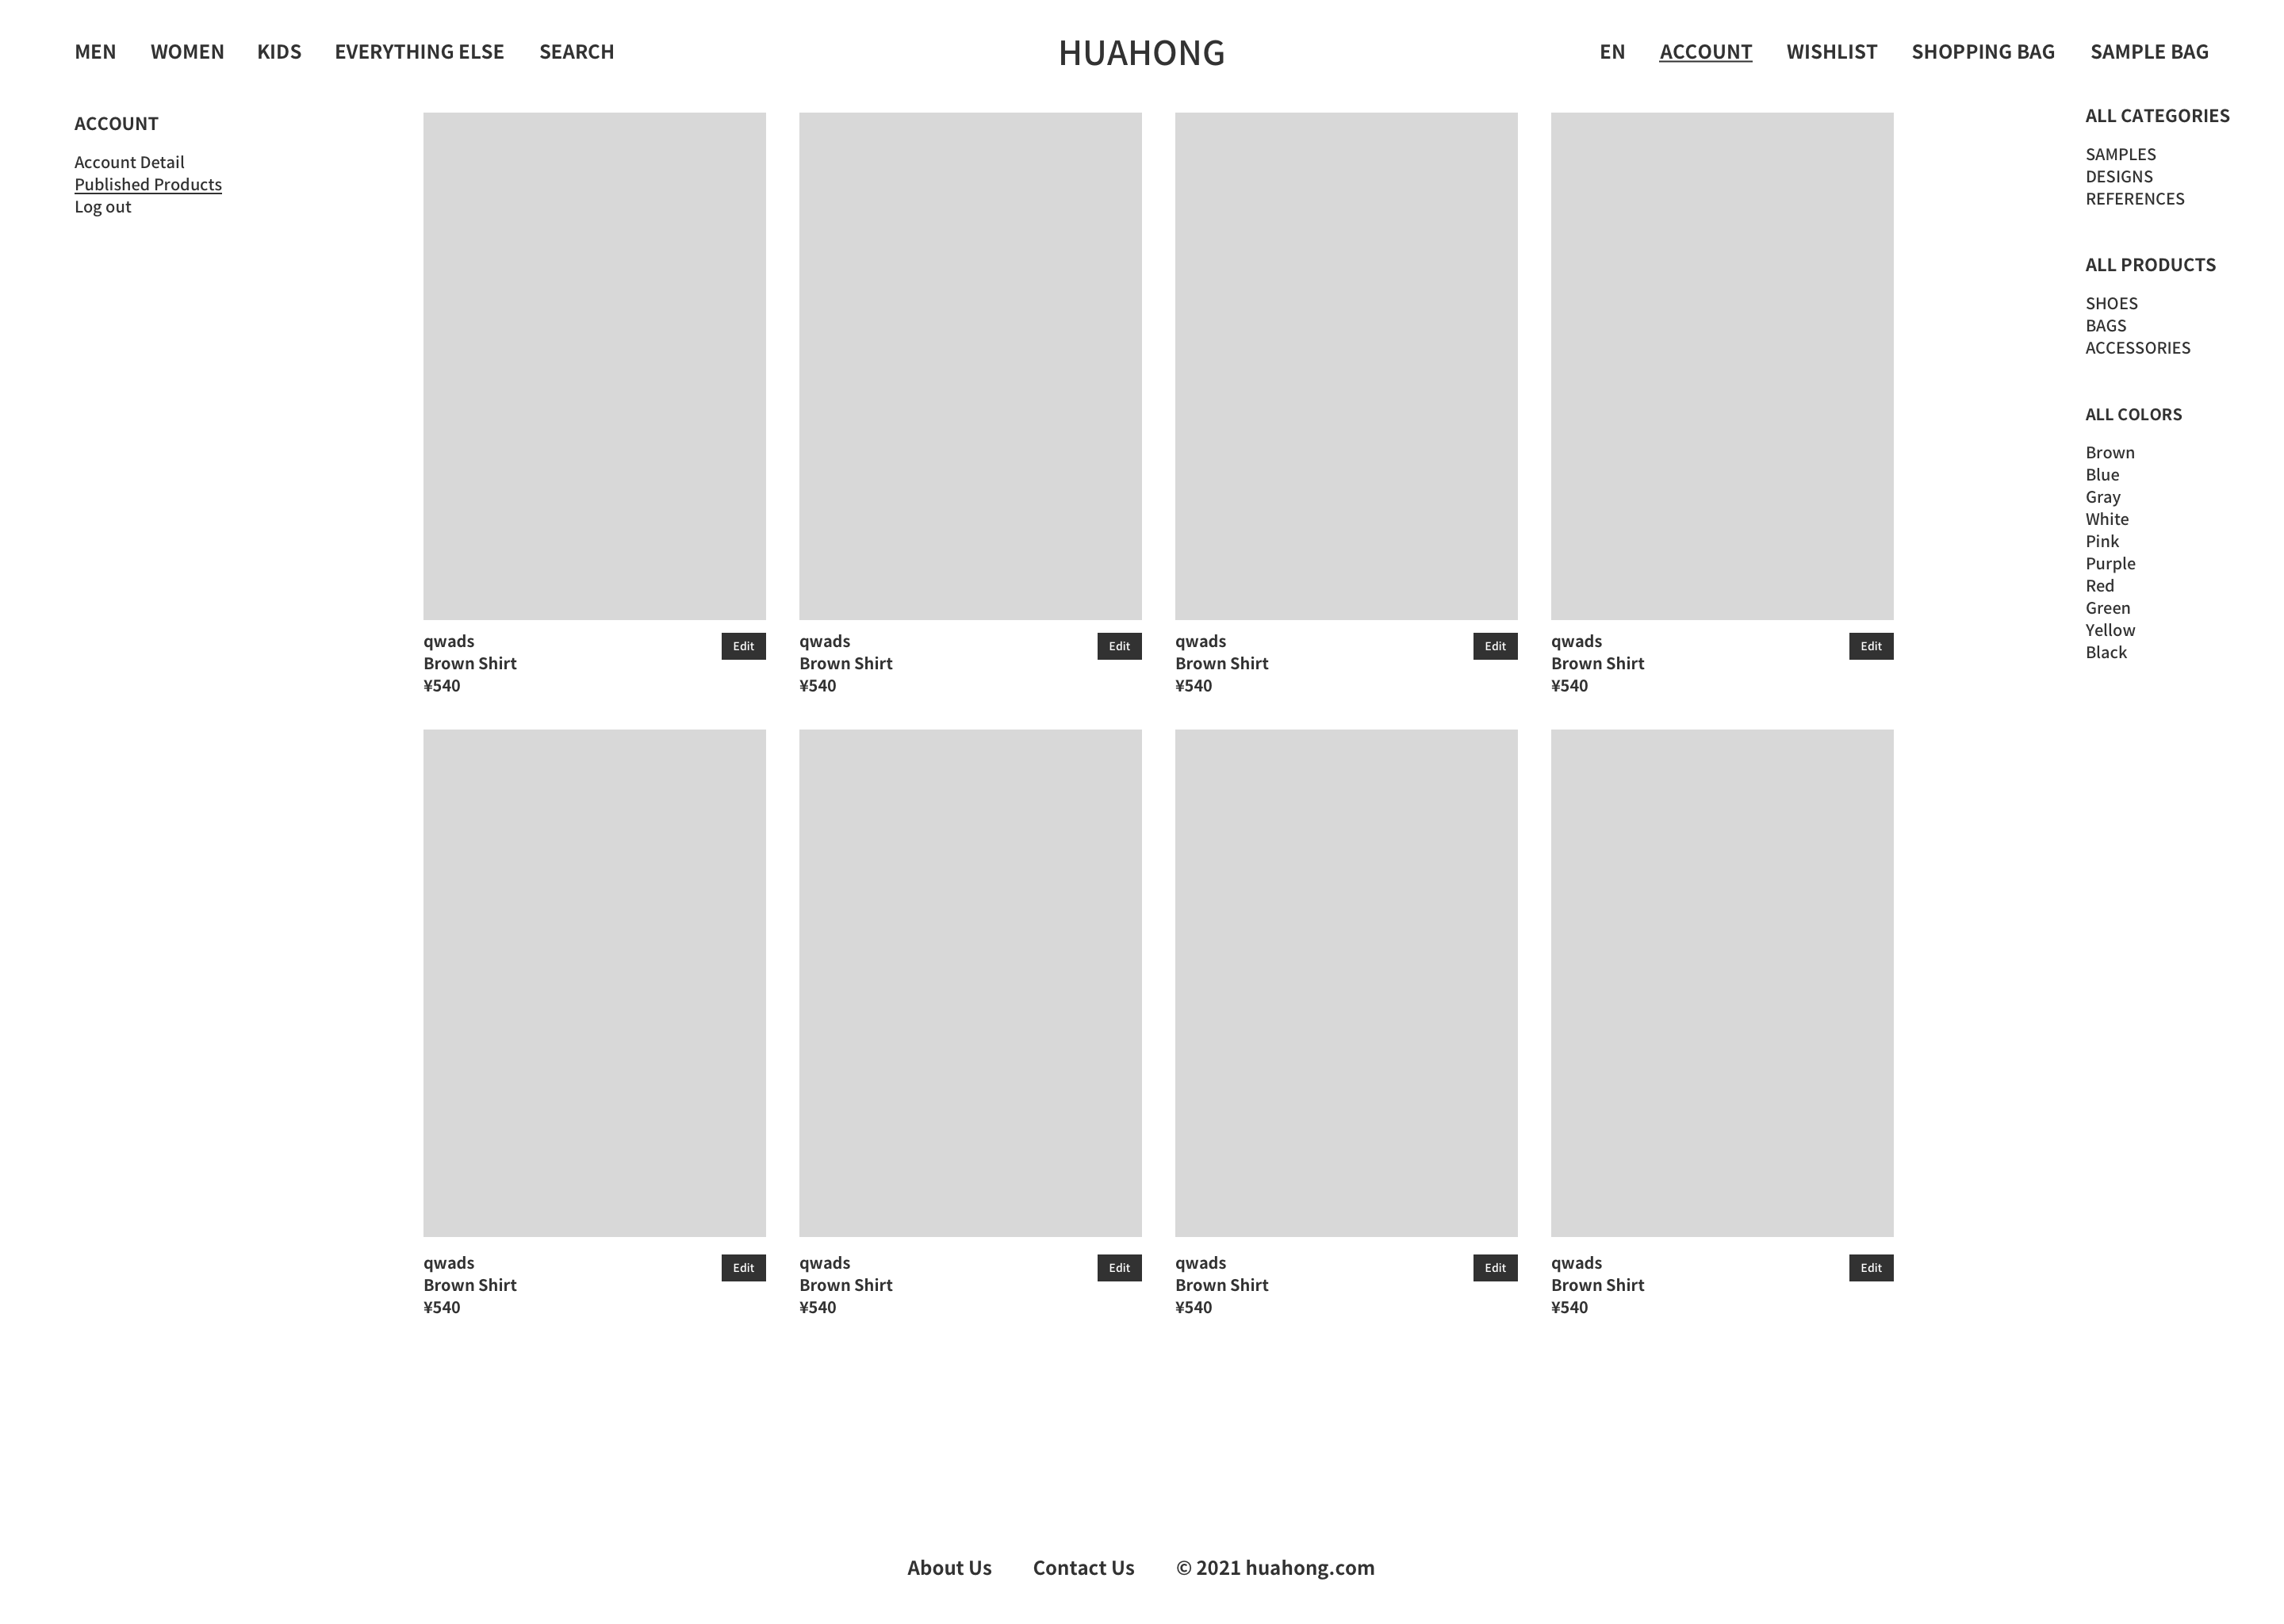 MEN WOMEN KIDS EVERYTHING ELSE SEARCH HUAHONG EN ACCOUNT WISHLIST SHOPPING BAG SAMPLE BAG
ACCOUNT
Account Detail
Published Products
Log out
qwads Edit
Brown Shirt
¥540
qwads Edit
Brown Shirt
¥540
qwads Edit
Brown Shirt
¥540
qwads Edit
Brown Shirt
¥540
qwads Edit
Brown Shirt
¥540
qwads Edit
Brown Shirt
¥540
qwads Edit
Brown Shirt
¥540
qwads Edit
Brown Shirt
¥540
ALL CATEGORIES
SAMPLES
DESIGNS
REFERENCES
ALL PRODUCTS
SHOES
BAGS
ACCESSORIES
ALL COLORS
Brown
Blue
Gray
White
Pink
Purple
Red
Green
Yellow
Black
About Us Contact Us © 2021 huahong.com